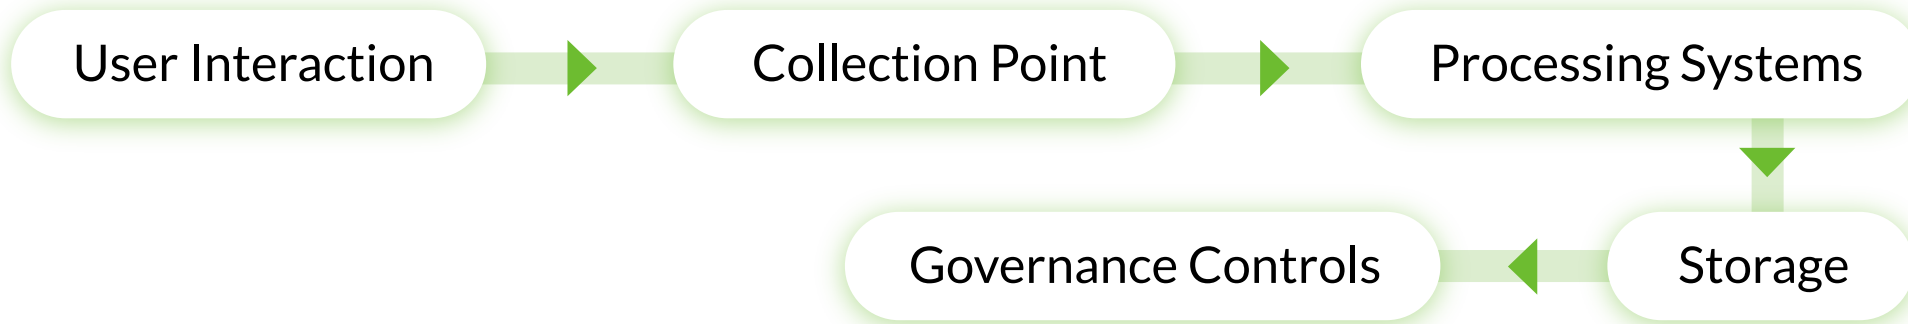 User Interaction
Collection Point
Processing Systems
Governance Controls
Storage